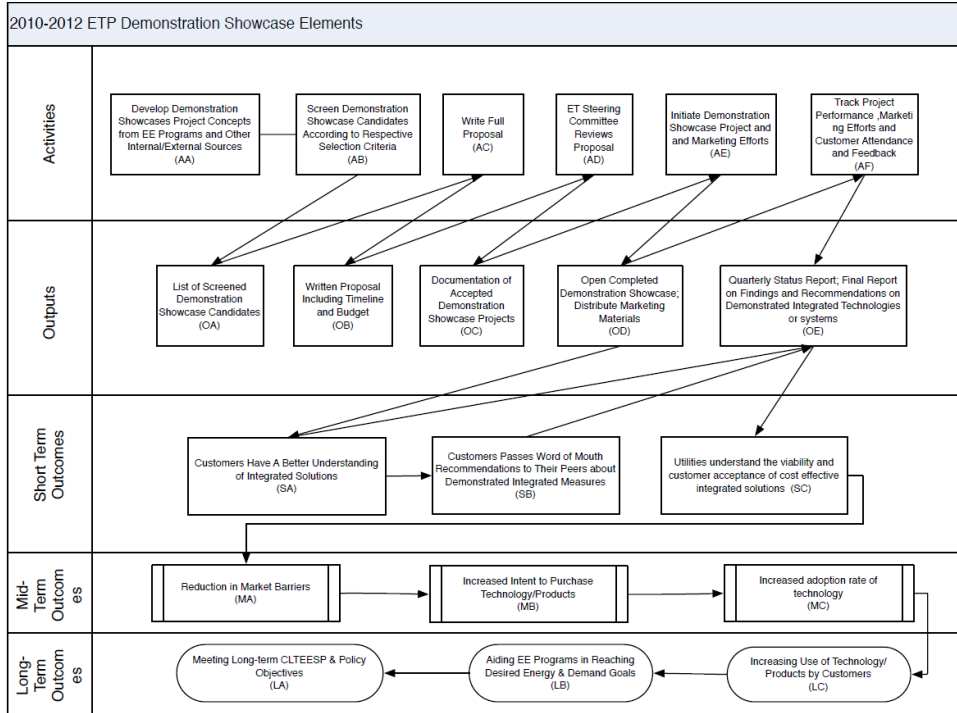 2010-2012 ETP Demonstration Showcase Elements
Activities
Develop Demonstration
Showcases Project Concepts
from EE Programs and Other
Internal/External Sources
(AA)
Screen Demonstration
Showcase Candidates
According to Respective
Selection Criteria
(AB)
Write Full
Proposal
(AC)
ET Steering
Committee
Reviews
Proposal
(AD)
Initiate Demonstration
Showcase Project and
and Marketing Efforts
(AE)
Track Project
Performance ,Marketi
ng Efforts and
Customer Attendance
and Feedback
(AF)
Outputs
List of Screened
Demonstration
Showcase Candidates
(OA)
Written Proposal
Including Timeline
and Budget
(OB)
Documentation of
Accepted
Demonstration
Showcase Projects
(OC)
Open Completed
Demonstration Showcase;
Distribute Marketing
Materials
(OD)
Quarterly Status Report; Final Report
on Findings and Recommendations on
Demonstrated Integrated Technologies
or systems
(OE)
Short Term
Outcomes
Customers Have A Better Understanding
of Integrated Solutions
(SA)
Customers Passes Word of Mouth
Recommendations to Their Peers about
Demonstrated Integrated Measures
(SB)
Utilities understand the viability and
customer acceptance of cost effective
integrated solutions (SC)
Mid-
Term
Outcom
es
Reduction in Market Barriers
(MA)
Increased Intent to Purchase
Technology/Products
(MB)
Increased adoption rate of
technology
(MC)
Long-
Term
Outcom
es
Meeting Long-term CLTEESP & Policy
Objectives
(LA)
Aiding EE Programs in Reaching
Desired Energy & Demand Goals
(LB)
Increasing Use of Technology/
Products by Customers
(LC)